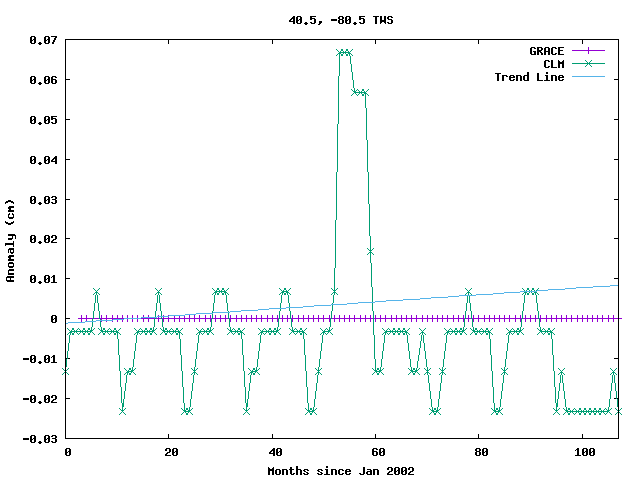 40.5, -80.5 TWS
GRACE
CLM
Trend Line
0.07
0.06
0.05
0.04
0.03
0.02
0.01
0
-0.01
-0.02
-0.03
Anomaly (cm)
0 20 40 60 80 100
Months since Jan 2002